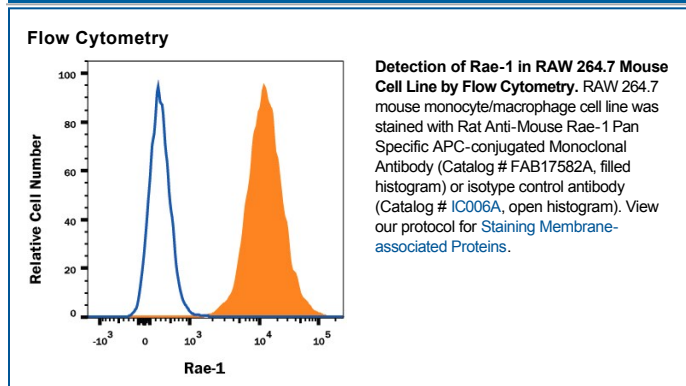 Flow Cytometry
100
80
60
40
20
0
Relative Cell Number
-10³ 0 10³ 10⁴ 10⁵
Rae-1
Detection of Rae-1 in RAW 264.7 Mouse
Cell Line by Flow Cytometry. RAW 264.7
mouse monocyte/macrophage cell line was
stained with Rat Anti-Mouse Rae-1 Pan
Specific APC-conjugated Monoclonal
Antibody (Catalog # FAB17582A, filled
histogram) or isotype control antibody
(Catalog # IC006A, open histogram). View
our protocol for Staining Membrane-
associated Proteins.